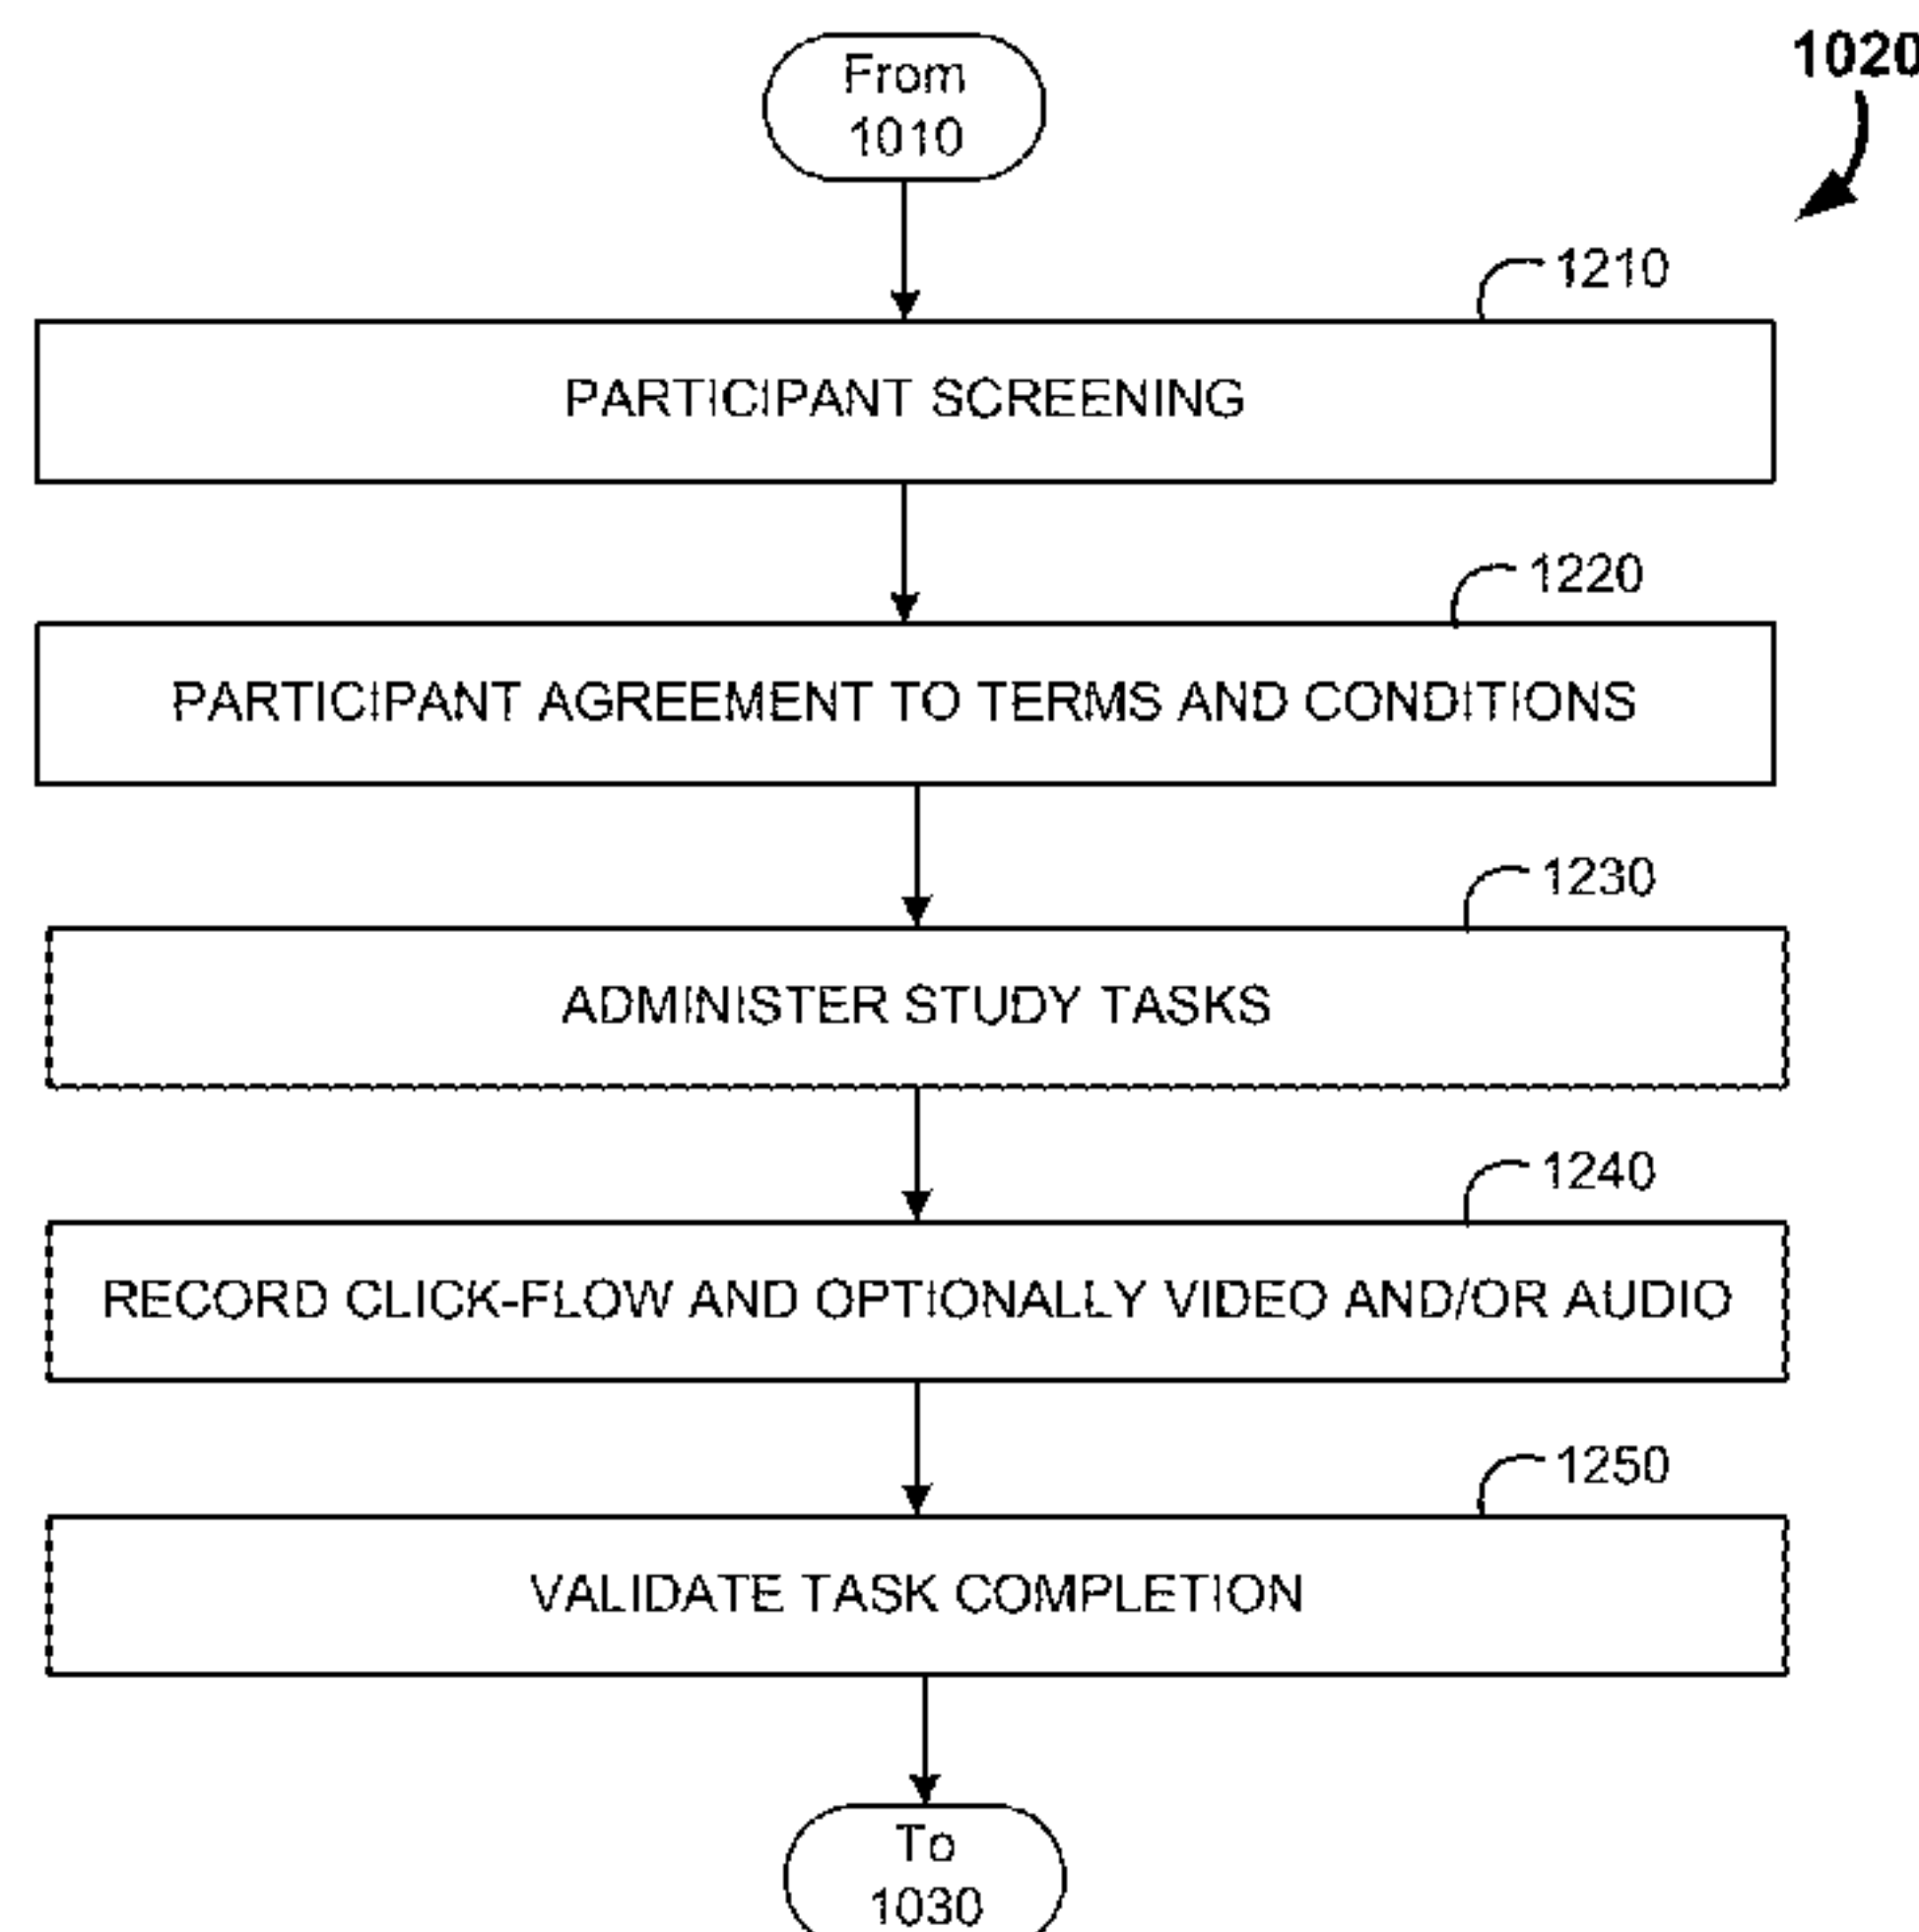 From
1010
1020
1210
PARTICIPANT SCREENING
1220
PARTICIPANT AGREEMENT TO TERMS AND CONDITIONS
1230
ADMINISTER STUDY TASKS
1240
RECORD CLICK-FLOW AND OPTIONALLY VIDEO AND/OR AUDIO
1250
VALIDATE TASK COMPLETION
To
1030